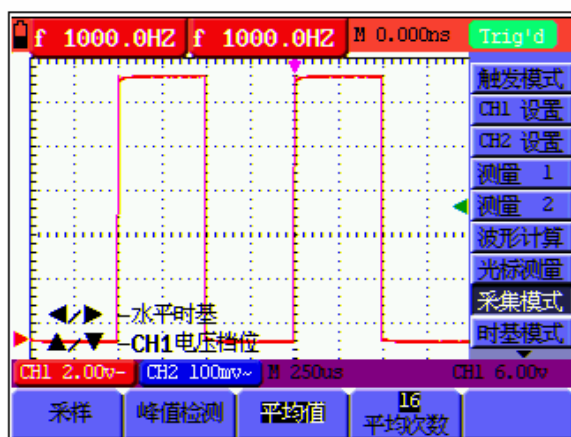 f 1000.0HZ f 1000.0HZ M 0.000ns Trig'd
触发模式
CH1 设置
CH2 设置
测量 1
测量 2
波形计算
光标测量
采集模式
时基模式
◀/▶ -水平时基
▲/▼ -CH1电压档位
CH1 2.00v- CH2 100mv~ M 250us CH1 6.00v
采样 峰值检测 平均值 16
平均次数